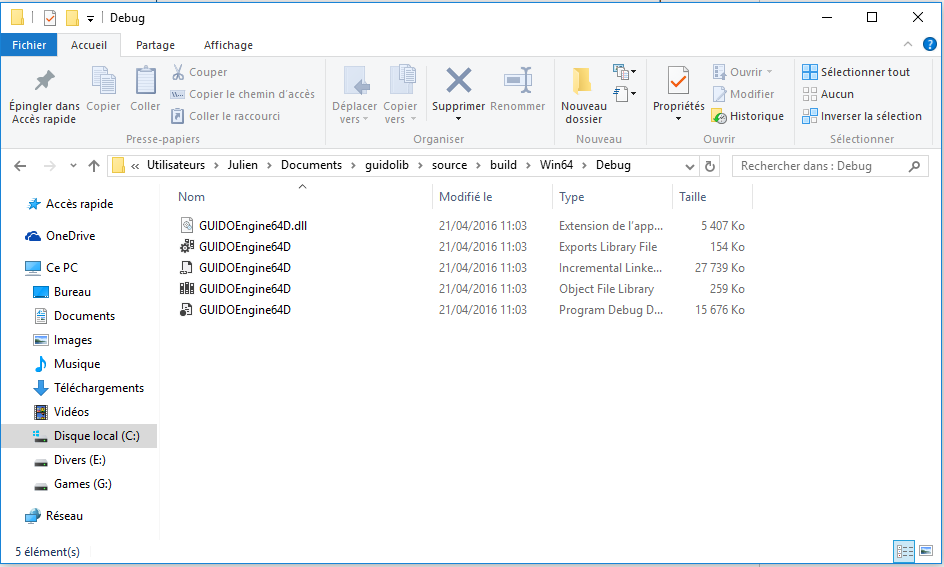 Debug
Fichier Accueil Partage Affichage
Épingler dans Accès rapide
Copier
Coller
Couper
Copier le chemin d'accès
Coller le raccourci
Presse-papiers
Déplacer vers
Copier vers
Supprimer
Renommer
Organiser
Nouveau dossier
Nouveau
Propriétés
Ouvrir
Modifier
Historique
Ouvrir
Sélectionner tout
Aucun
Inverser la sélection
Sélectionner
« Utilisateurs > Julien > Documents > guidolib > source > build > Win64 > Debug
Rechercher dans : Debug
Accès rapide
OneDrive
Ce PC
Bureau
Documents
Images
Musique
Téléchargements
Vidéos
Disque local (C:)
Divers (E:)
Games (G:)
Réseau
Nom Modifié le Type Taille
GUIDOEngine64D.dll 21/04/2016 11:03 Extension de l'app... 5 407 Ko
GUIDOEngine64D 21/04/2016 11:03 Exports Library File 154 Ko
GUIDOEngine64D 21/04/2016 11:03 Incremental Linke... 27 739 Ko
GUIDOEngine64D 21/04/2016 11:03 Object File Library 259 Ko
GUIDOEngine64D 21/04/2016 11:03 Program Debug D... 15 676 Ko
5 élément(s)